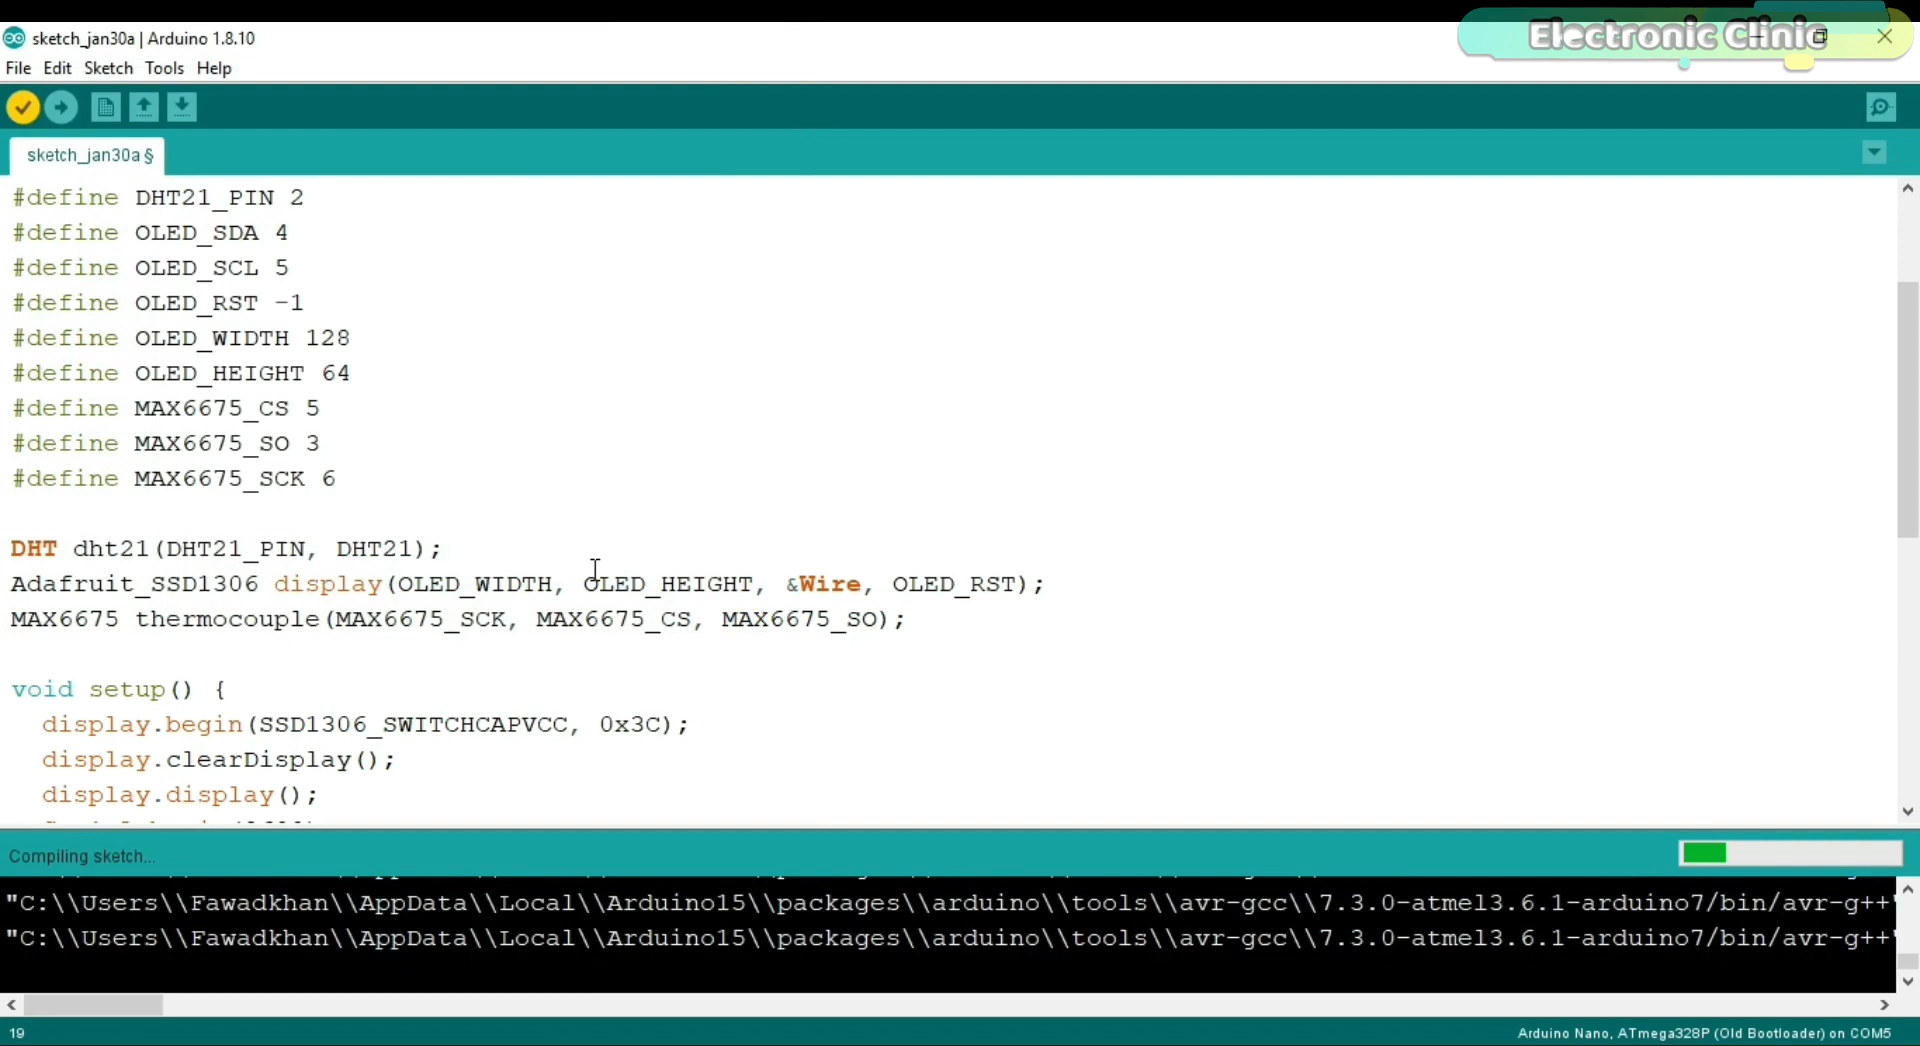 Electronic Clinic
sketch_jan30a | Arduino 1.8.10
File Edit Sketch Tools Help
sketch_jan30a §
#define DHT21_PIN 2
#define OLED_SDA 4
#define OLED_SCL 5
#define OLED_RST -1
#define OLED_WIDTH 128
#define OLED_HEIGHT 64
#define MAX6675_CS 5
#define MAX6675_SO 3
#define MAX6675_SCK 6
DHT dht21(DHT21_PIN, DHT21);
Adafruit_SSD1306 display(OLED_WIDTH, OLED_HEIGHT, &Wire, OLED_RST);
MAX6675 thermocouple(MAX6675_SCK, MAX6675_CS, MAX6675_SO);
void setup() {
display.begin(SSD1306_SWITCHCAPVCC, 0x3C);
display.clearDisplay();
display.display();
Compiling sketch...
"C:\\Users\\Fawadkhan\\AppData\\Local\\Arduino15\\packages\\arduino\\tools\\avr-gcc\\7.3.0-atmel3.6.1-arduino7/bin/avr-g++"
"C:\\Users\\Fawadkhan\\AppData\\Local\\Arduino15\\packages\\arduino\\tools\\avr-gcc\\7.3.0-atmel3.6.1-arduino7/bin/avr-g++"
19
Arduino Nano, ATmega328P (Old Bootloader) on COM5